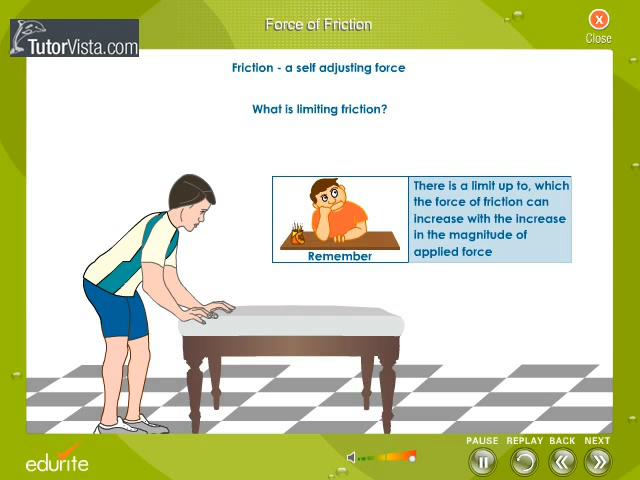 Force of Friction
TutorVista.com
Close
Friction - a self adjusting force
What is limiting friction?
There is a limit up to, which
the force of friction can
increase with the increase
in the magnitude of
applied force
Remember
PAUSE REPLAY BACK NEXT
edurite